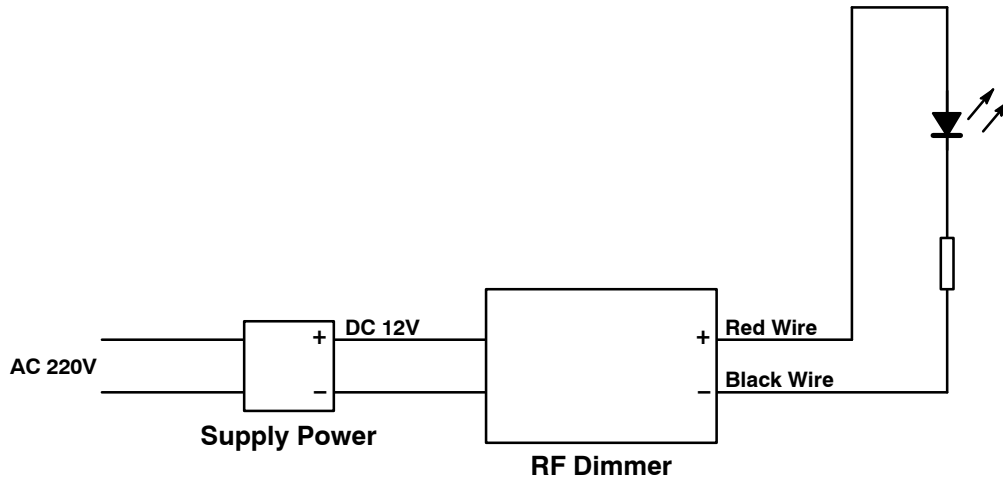 DC 12V
+
+
Red Wire
AC 220V
−
−
Black Wire
Supply Power
RF Dimmer